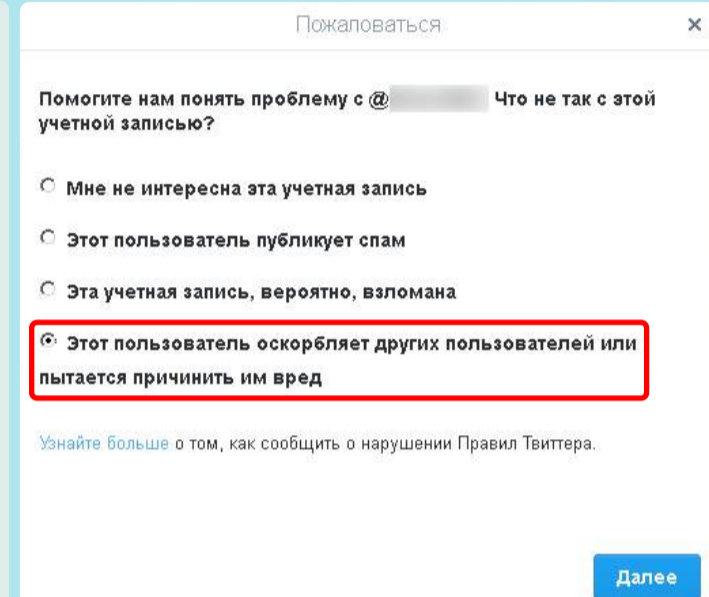 Пожаловаться
Помогите нам понять проблему с @ Что не так с этой
учетной записью?
Мне не интересна эта учетная запись
Этот пользователь публикует спам
Эта учетная запись, вероятно, взломана
Этот пользователь оскорбляет других пользователей или
пытается причинить им вред
Узнайте больше о том, как сообщить о нарушении Правил Твиттера.
Далее